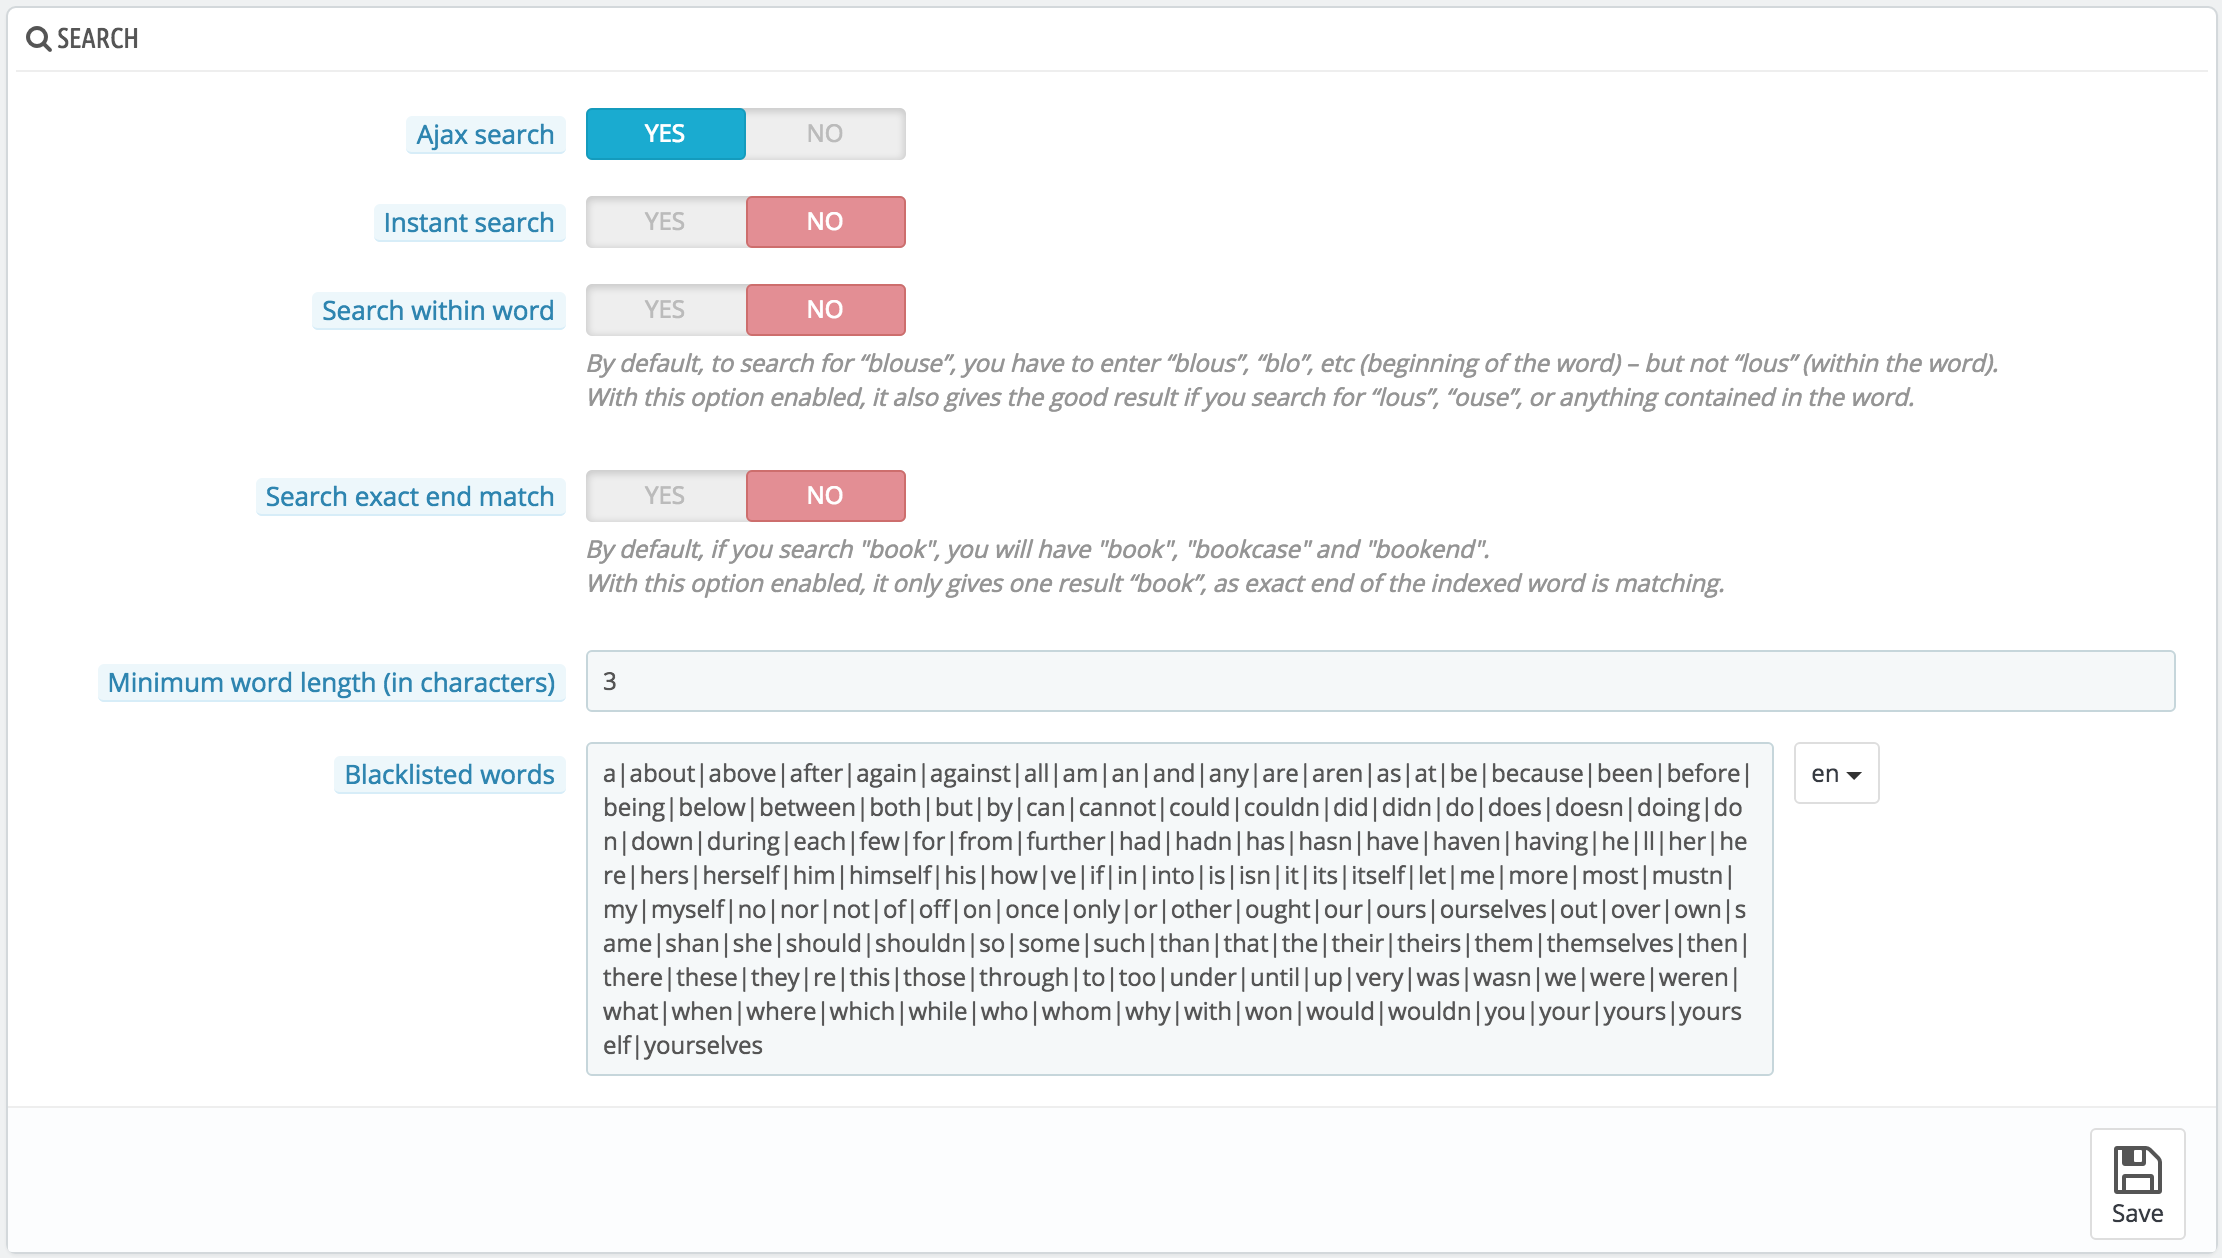 SEARCH
Ajax search YES NO
Instant search YES NO
Search within word YES NO
By default, to search for “blouse”, you have to enter “blous”, “blo”, etc (beginning of the word) – but not “lous” (within the word).
With this option enabled, it also gives the good result if you search for “lous”, “ouse”, or anything contained in the word.
Search exact end match YES NO
By default, if you search "book", you will have "book", "bookcase" and "bookend".
With this option enabled, it only gives one result “book”, as exact end of the indexed word is matching.
Minimum word length (in characters) 3
Blacklisted words a|about|above|after|again|against|all|am|an|and|any|are|aren|as|at|be|because|been|before| en
being|below|between|both|but|by|can|cannot|could|couldn|did|didn|do|does|doesn|doing|do
n|down|during|each|few|for|from|further|had|hadn|has|hasn|have|haven|having|he|ll|her|he
re|hers|herself|him|himself|his|how|ve|if|in|into|is|isn|it|its|itself|let|me|more|most|mustn|
my|myself|no|nor|not|of|off|on|once|only|or|other|ought|our|ours|ourselves|out|over|own|s
ame|shan|she|should|shouldn|so|some|such|than|that|the|their|theirs|them|themselves|then|
there|these|they|re|this|those|through|to|too|under|until|up|very|was|wasn|we|were|weren|
what|when|where|which|while|who|whom|why|with|won|would|wouldn|you|your|yours|yours
elf|yourselves
Save